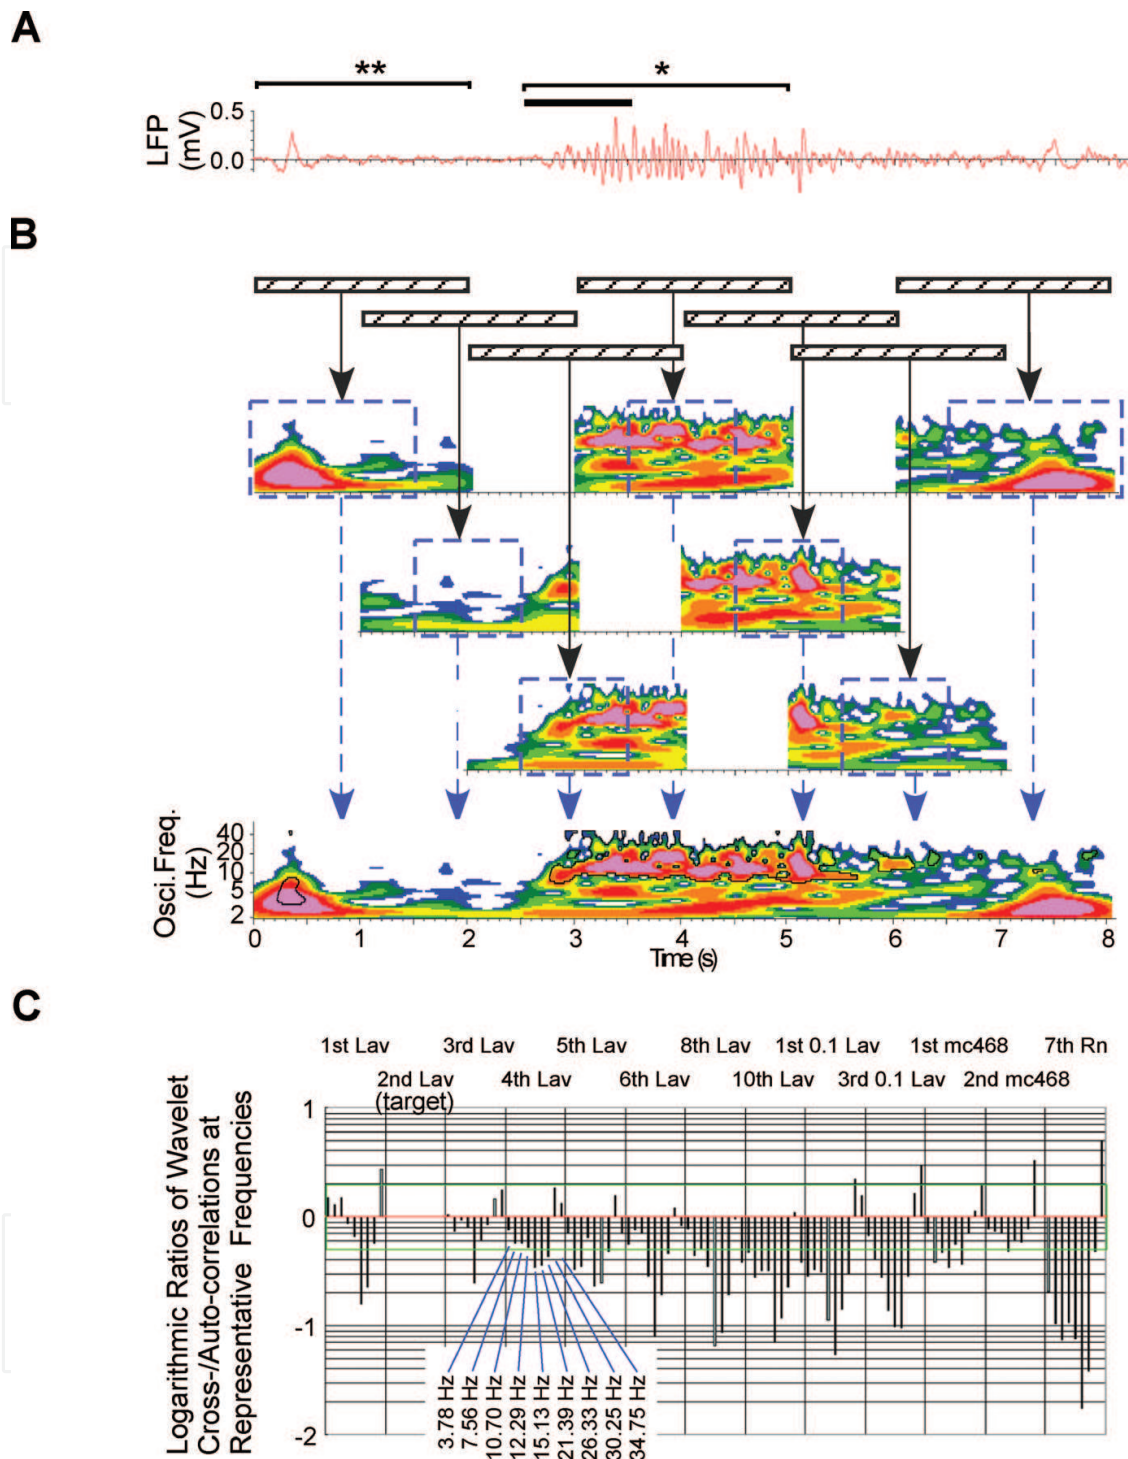 A
**
*
LFP
(mV)
0.5
0.0
B
Osci.Freq.
(Hz)
40
20
10
5
2
0 1 2 3 4 5 6 7 8
Time (s)
C
1st Lav 3rd Lav 5th Lav 8th Lav 1st 0.1 Lav 1st mc468 7th Rn
2nd Lav 4th Lav 6th Lav 10th Lav 3rd 0.1 Lav 2nd mc468
(target)
Logarithmic Ratios of Wavelet
Cross-/Auto-correlations at
Representative Frequencies
1
0
-1
-2
3.78 Hz
7.56 Hz
10.70 Hz
12.29 Hz
15.13 Hz
21.39 Hz
26.33 Hz
30.25 Hz
34.75 Hz